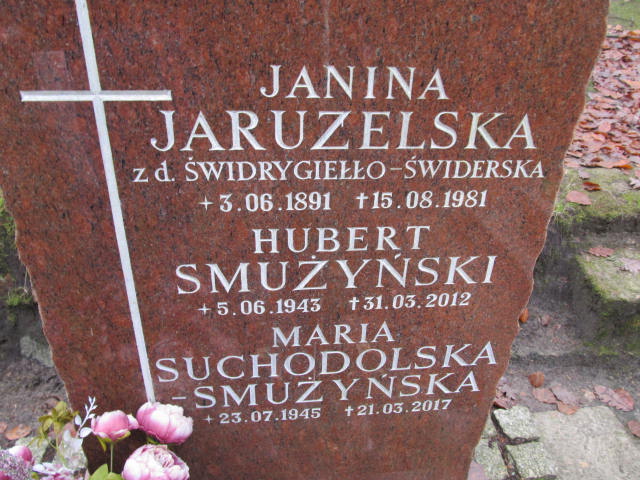 JANINA
JARUZELSKA
z d. ŚWIDRYGIEŁŁO-ŚWIDERSKA
+3.06.1891 †15.08.1981
HUBERT
SMUŻYŃSKI
+5.06.1943 †31.03.2012
MARIA
SUCHODOLSKA
-SMUŻYŃSKA
+23.07.1945 †21.03.2017